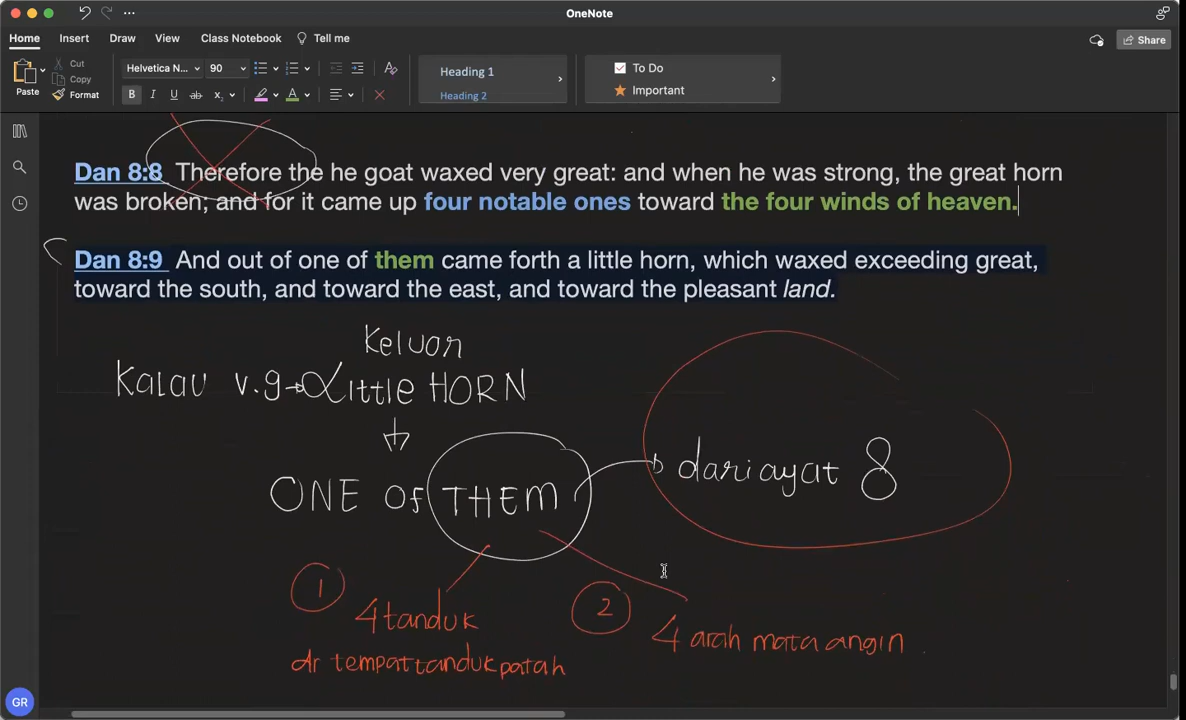 OneNote
Home Insert Draw View Class Notebook Tell me
Share
Paste
Cut
Copy
Format
Helvetica N... 90
B I U ab x
A
Heading 1
Heading 2
To Do
Important
Dan 8:8 Therefore the he goat waxed very great: and when he was strong, the great horn
was broken; and for it came up four notable ones toward the four winds of heaven.
Dan 8:9 And out of one of them came forth a little horn, which waxed exceeding great,
toward the south, and toward the east, and toward the pleasant land.
Keluar
Kalau v.9 → Little HORN
ONE Of THEM
dari ayat 8
1
4 tanduk
dr tempat tanduk patah
2
4 arah mata angin
GR